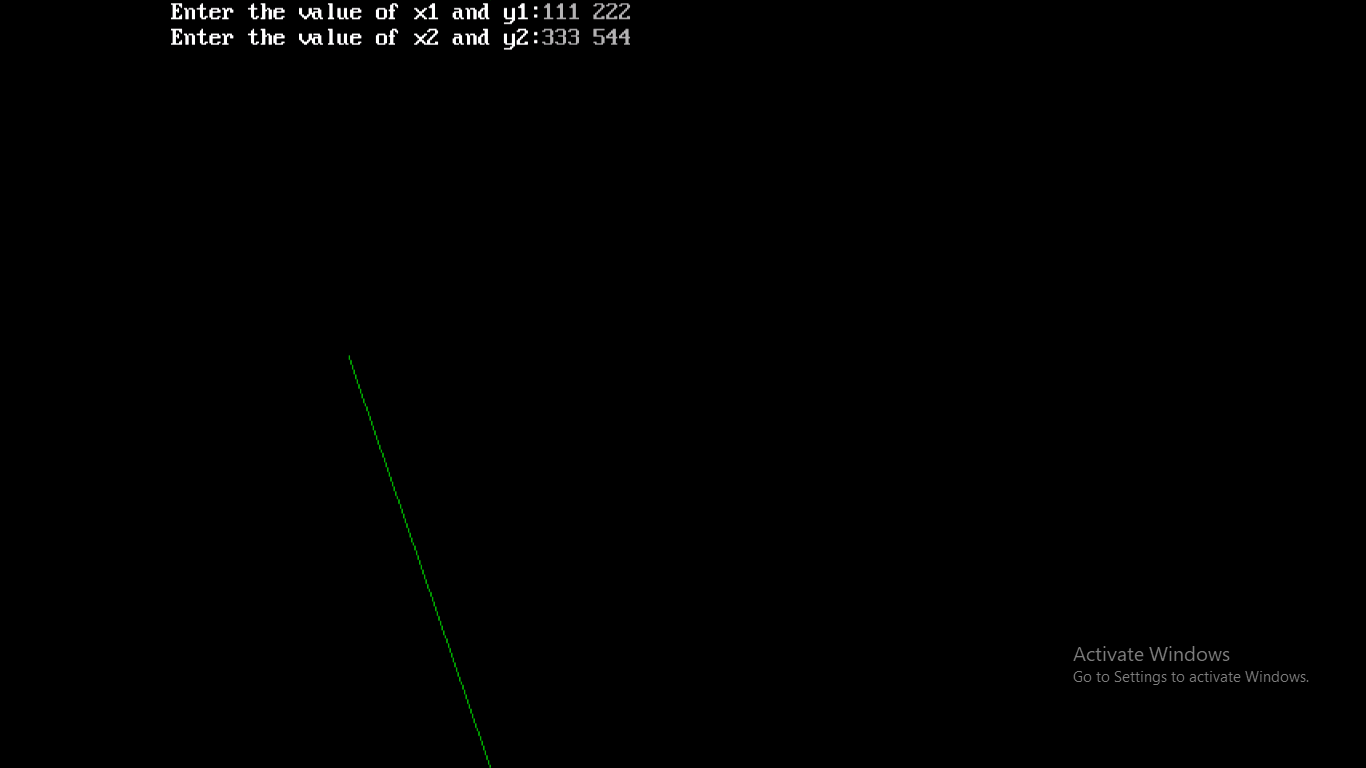 Enter the value of x1 and y1:111 222
Enter the value of x2 and y2:333 544
Activate Windows
Go to Settings to activate Windows.